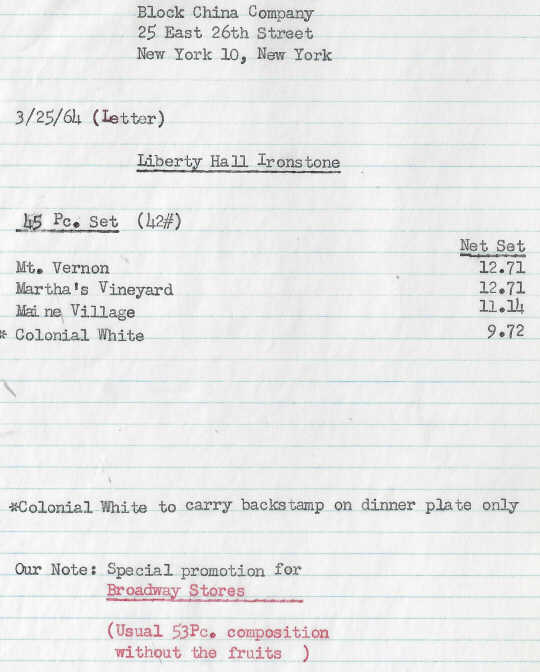 Block China Company
25 East 26th Street
New York 10, New York
3/25/64 (Letter)
Liberty Hall Ironstone
45 Pc. Set (42#)
Net Set
Mt. Vernon 12.71
Martha's Vineyard 12.71
Maine Village 11.14
* Colonial White 9.72
*Colonial White to carry backstamp on dinner plate only
Our Note: Special promotion for
Broadway Stores
(Usual 53Pc. composition
without the fruits )